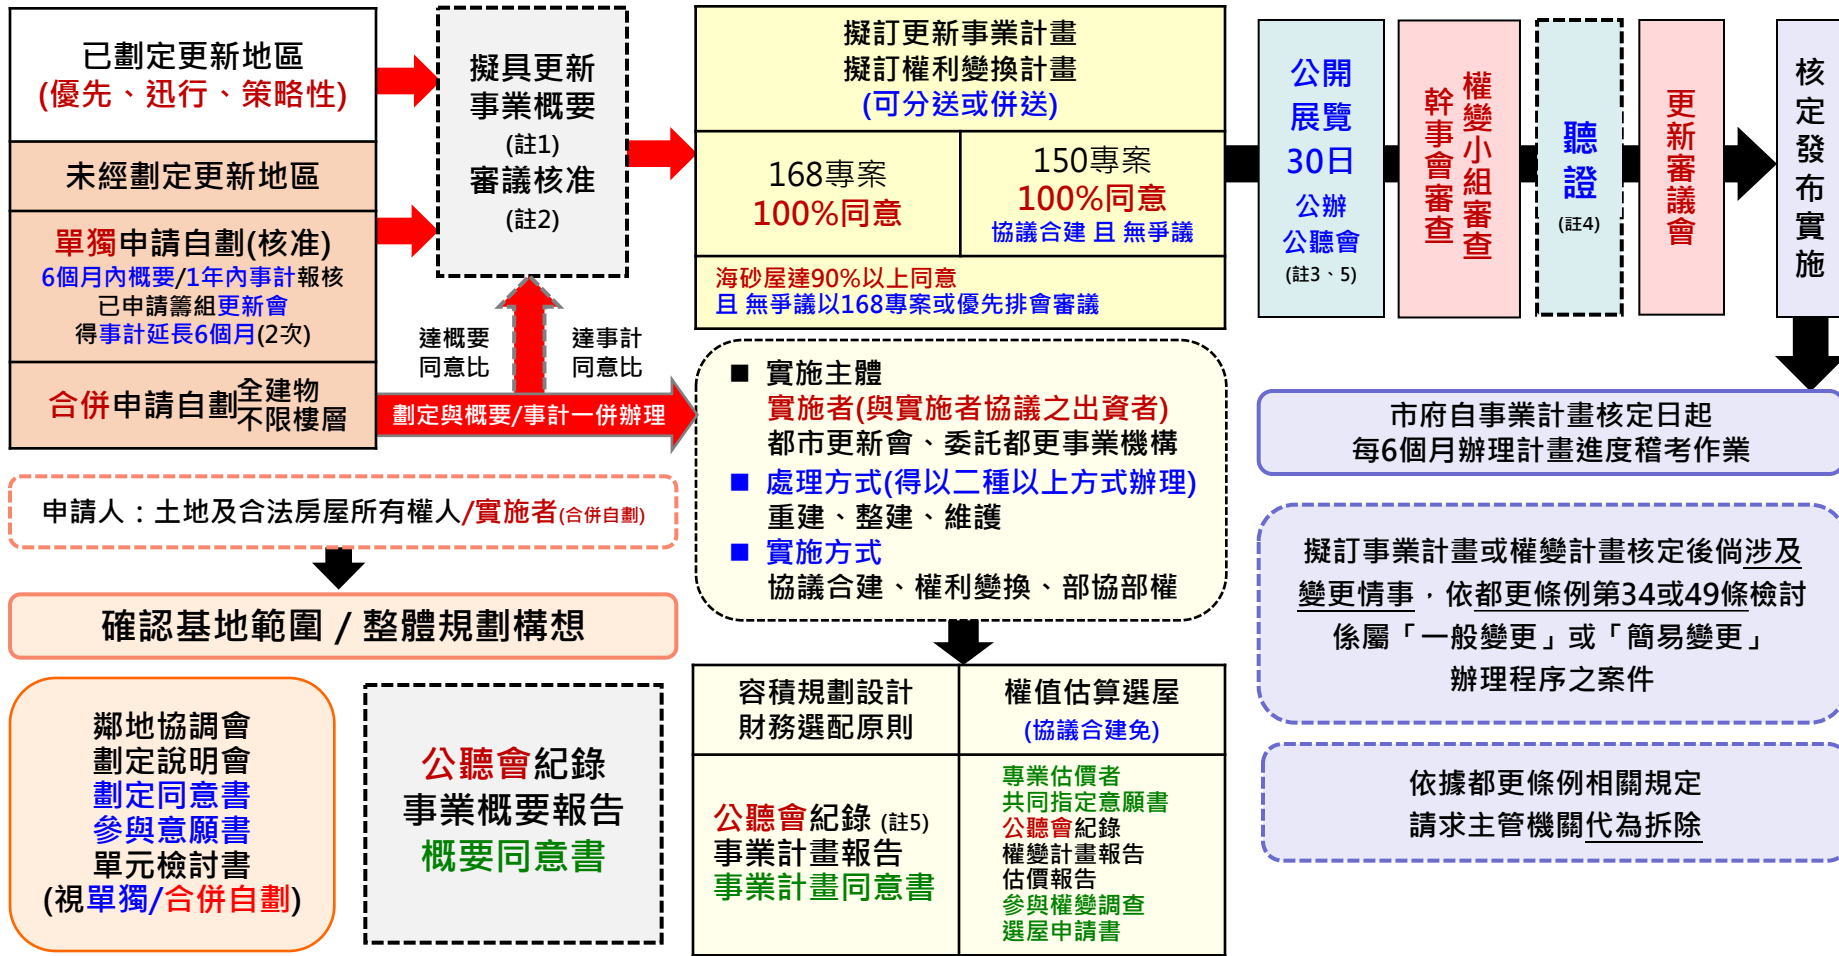 已劃定更新地區
(優先、迅行、策略性)
未經劃定更新地區
單獨申請自劃(核准)
6個月內概要/1年內事計報核
已申請籌組更新會
得事計延長6個月(2次)
合併申請自劃
全建物
不限樓層
擬具更新
事業概要
(註1)
審議核准
(註2)
達概要
同意比
達事計
同意比
劃定與概要/事計一併辦理
擬訂更新事業計畫
擬訂權利變換計畫
(可分送或併送)
168專案
100%同意
150專案
100%同意
協議合建 且 無爭議
海砂屋達90%以上同意
且 無爭議以168專案或優先排會審議
公開
展覽
30日
公辦
公聽會
(註3、5)
權變小組審查
幹事會審查
聽證
(註4)
更新審議會
核定發布實施
申請人：土地及合法房屋所有權人/實施者(合併自劃)
確認基地範圍 / 整體規劃構想
鄰地協調會
劃定說明會
劃定同意書
參與意願書
單元檢討書
(視單獨/合併自劃)
公聽會紀錄
事業概要報告
概要同意書
■ 實施主體
實施者(與實施者協議之出資者)
都市更新會、委託都更事業機構
■ 處理方式(得以二種以上方式辦理)
重建、整建、維護
■ 實施方式
協議合建、權利變換、部協部權
容積規劃設計
財務選配原則
權值估算選屋
(協議合建免)
公聽會紀錄 (註5)
事業計畫報告
事業計畫同意書
專業估價者
共同指定意願書
公聽會紀錄
權變計畫報告
估價報告
參與權變調查
選屋申請書
市府自事業計畫核定日起
每6個月辦理計畫進度稽考作業
擬訂事業計畫或權變計畫核定後倘涉及
變更情事，依都更條例第34或49條檢討
係屬「一般變更」或「簡易變更」
辦理程序之案件
依據都更條例相關規定
請求主管機關代為拆除